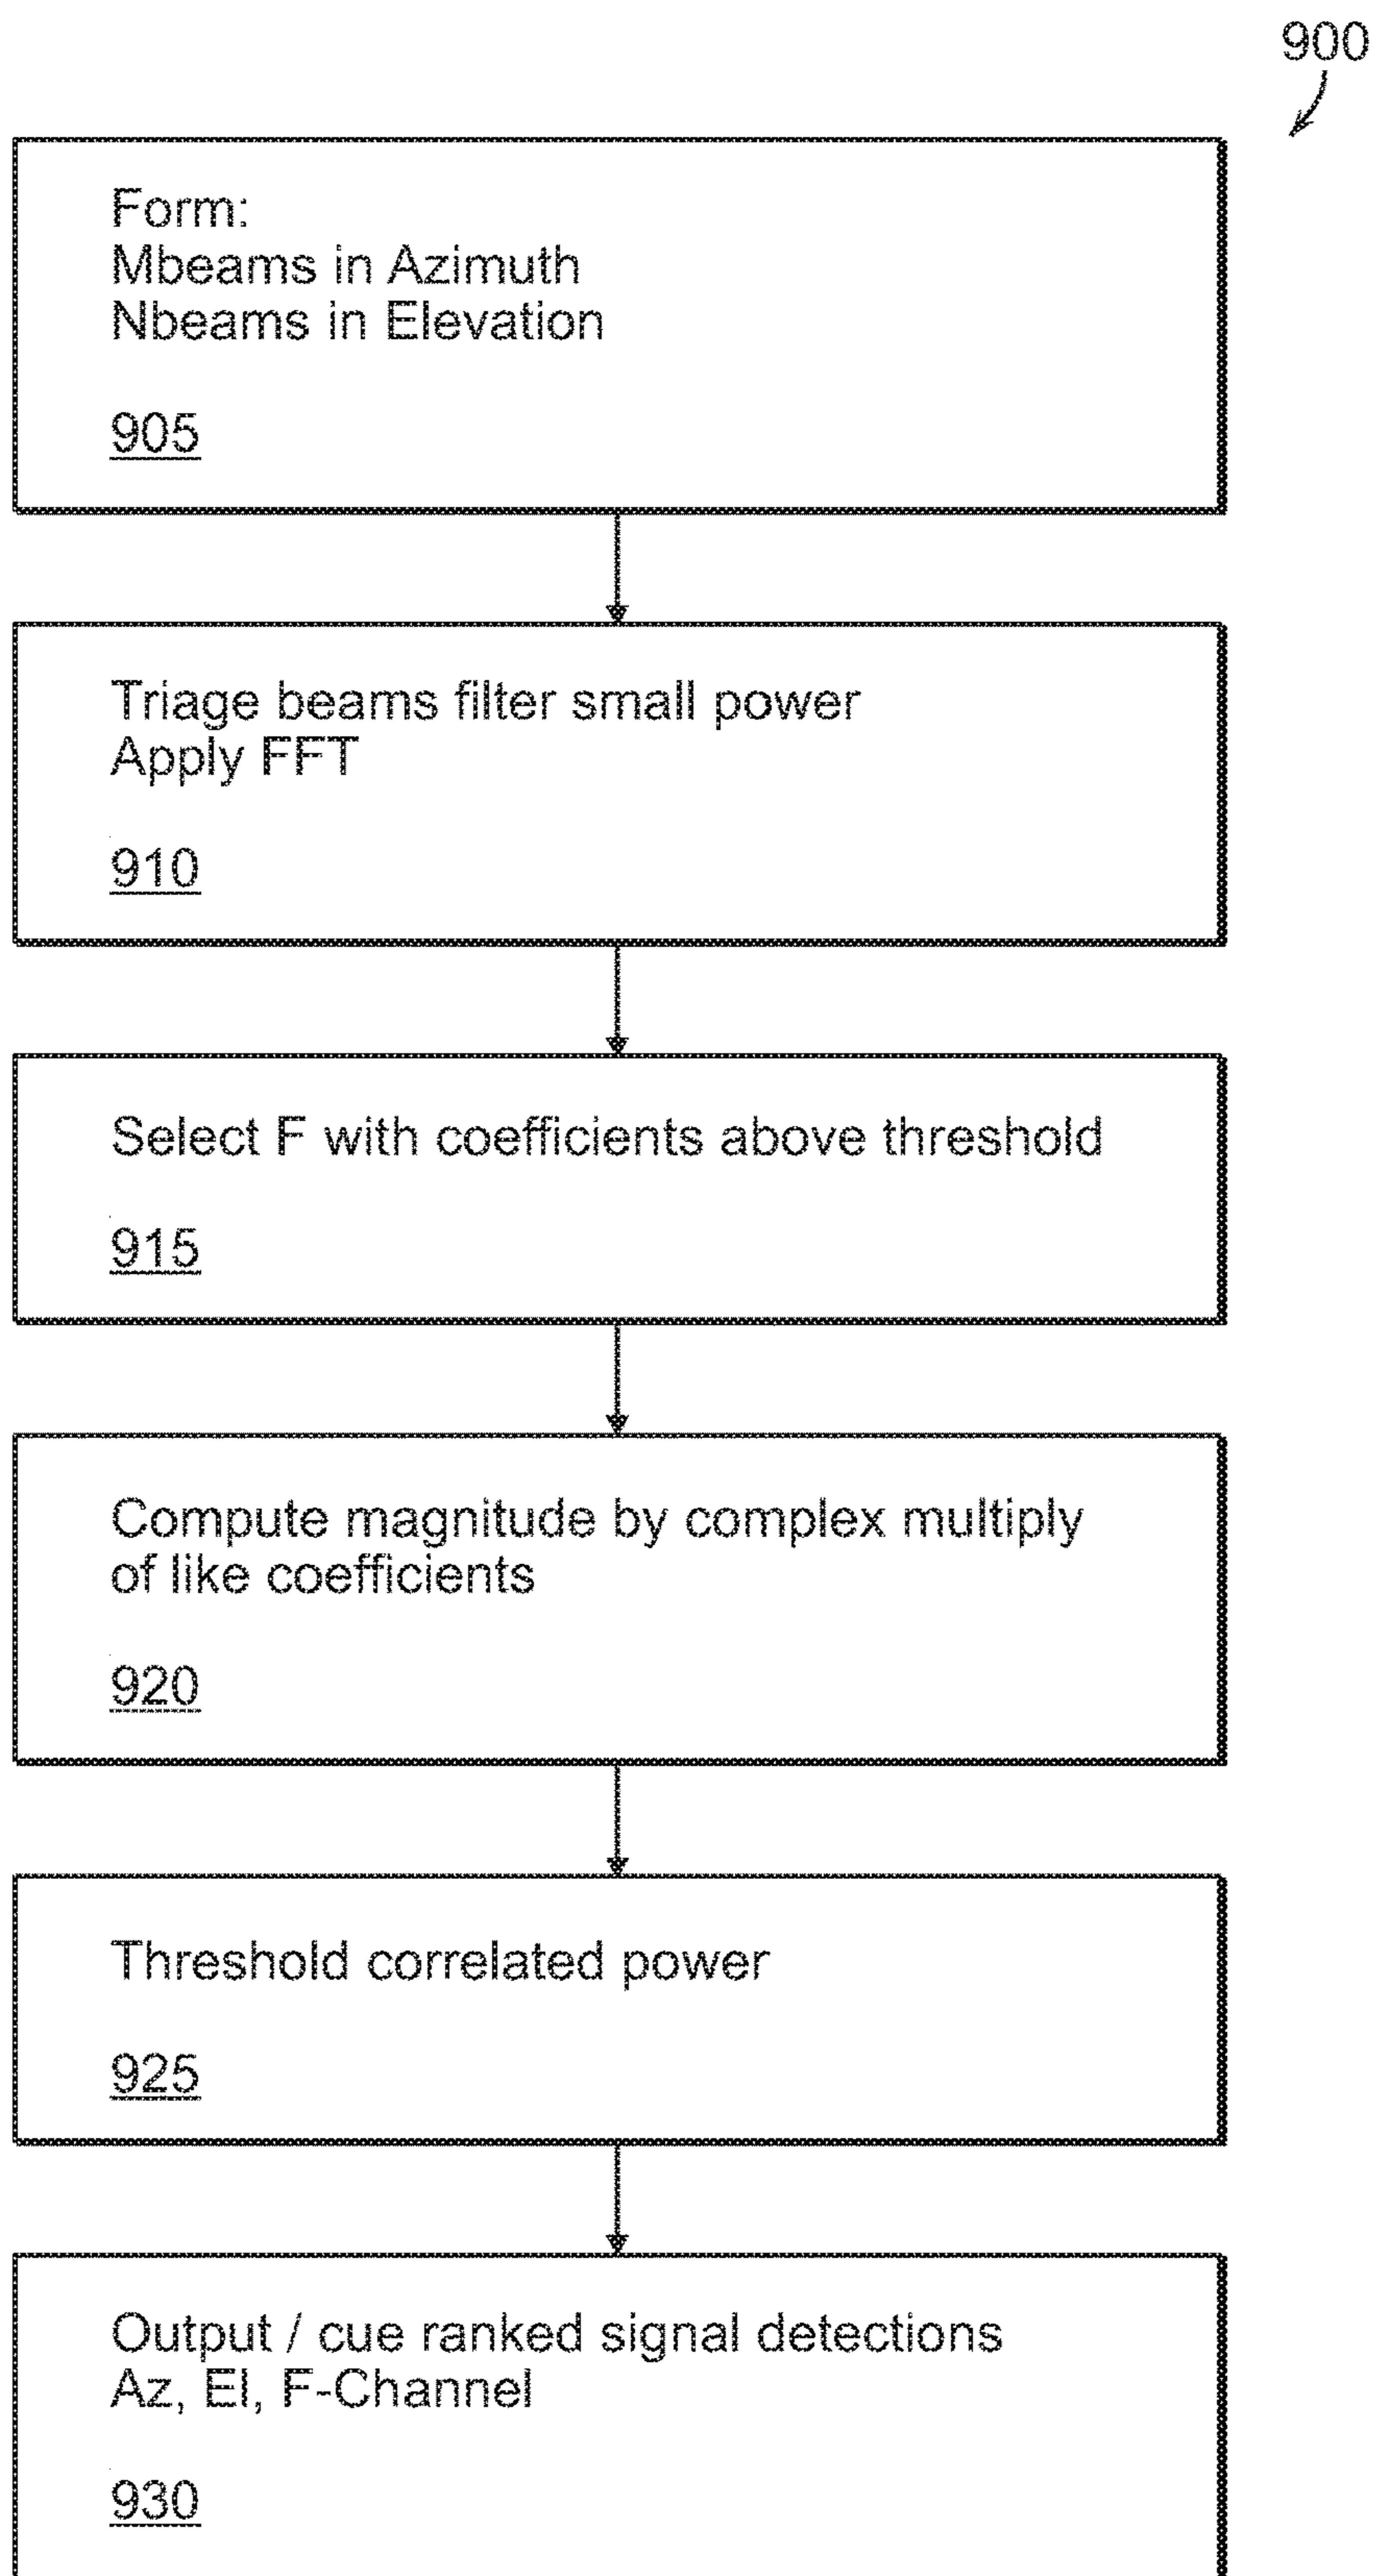 900
Form:
Mbeams in Azimuth
Nbeams in Elevation
905
Triage beams filter small power
Apply FFT
910
Select F with coefficients above threshold
915
Compute magnitude by complex multiply
of like coefficients
920
Threshold correlated power
925
Output / cue ranked signal detections
Az, El, F-Channel
930